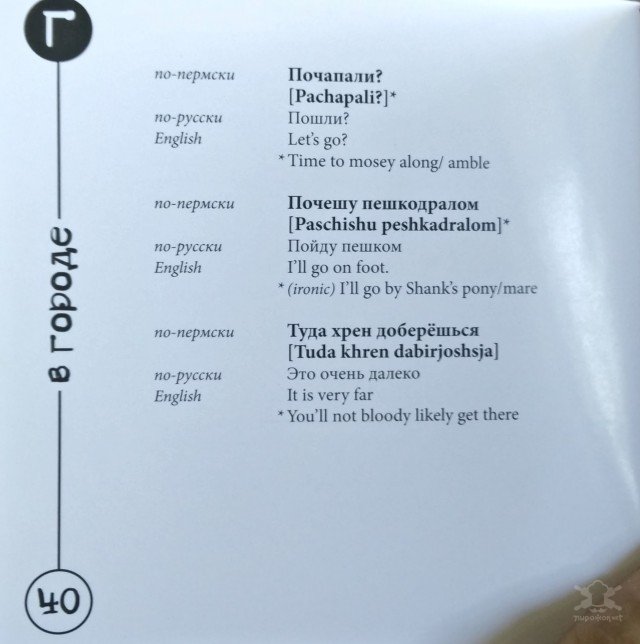 Г
по-пермски Почапали?
[Pachapali?]*
по-русски Пошли?
English Let's go?
* Time to mosey along/ amble
по-пермски Почешу пешкодралом
[Paschishu peshkadralom]*
по-русски Пойду пешком
English I'll go on foot.
* (ironic) I'll go by Shank's pony/mare
по-пермски Туда хрен доберёшься
[Tuda khren dabirjoshsja]
по-русски Это очень далеко
English It is very far
* You'll not bloody likely get there
в городе
40
пирожок.net